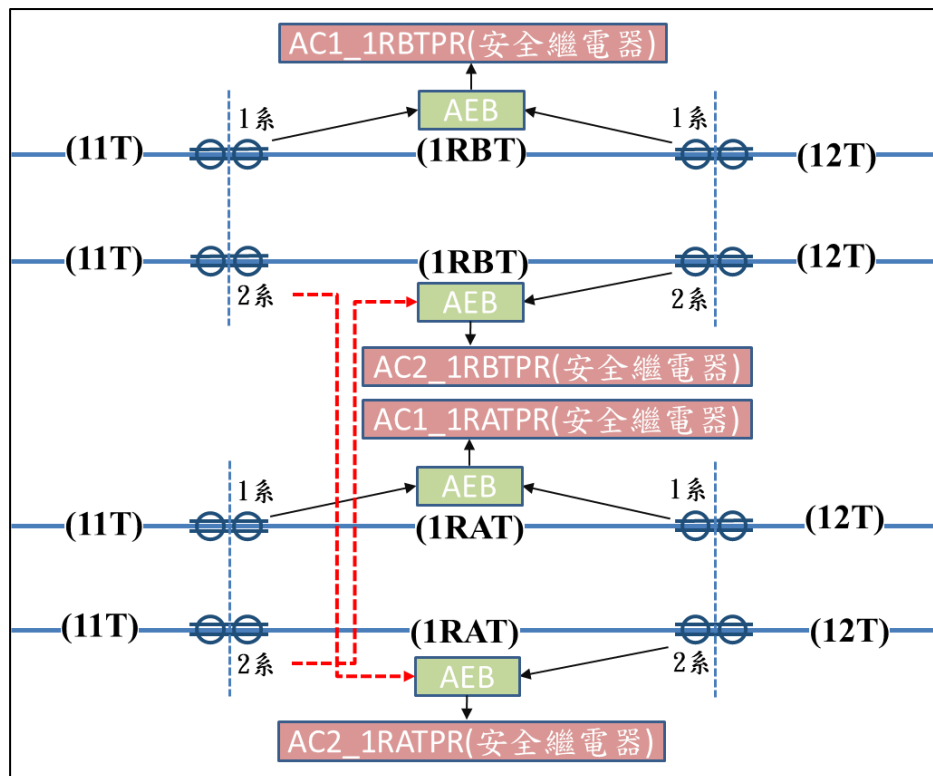 AC1_1RBTPR(安全繼電器)
AEB
1系
1系
(11T)
(1RBT)
(12T)
(11T)
(1RBT)
(12T)
2系
AEB
2系
AC2_1RBTPR(安全繼電器)
AC1_1RATPR(安全繼電器)
AEB
1系
1系
(11T)
(1RAT)
(12T)
(11T)
(1RAT)
(12T)
2系
AEB
2系
AC2_1RATPR(安全繼電器)